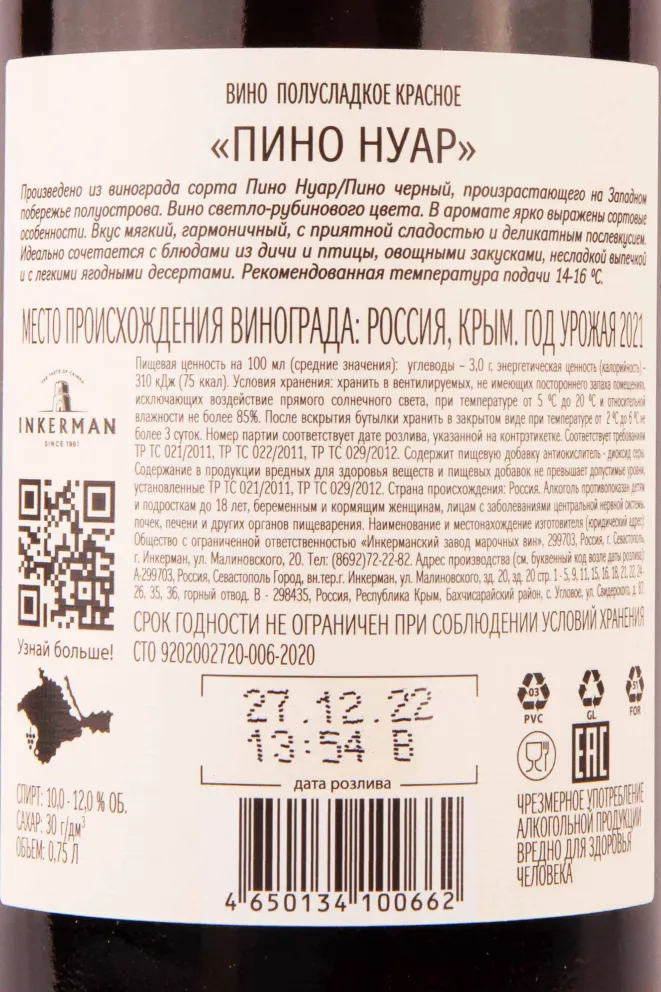 ВИНО ПОЛУСЛАДКОЕ КРАСНОЕ
«ПИНО НУАР»
Произведено из винограда сорта Пино Нуар/Пино черный, произрастающего на Западном
побережье полуострова. Вино светло-рубинового цвета. В аромате ярко выражены сортовые
особенности. Вкус мягкий, гармоничный, с приятной сладостью и деликатным послевкусием.
Идеально сочетается с блюдами из дичи и птицы, овощными закусками, несладкой выпечкой
и с легкими ягодными десертами. Рекомендованная температура подачи 14-16 °С.
МЕСТО ПРОИСХОЖДЕНИЯ ВИНОГРАДА: РОССИЯ, КРЫМ. ГОД УРОЖАЯ 2021
THE TASTE OF CRIMEA
INKERMAN
SINCE 1961
Пищевая ценность на 100 мл (средние значения): углеводы – 3,0 г, энергетическая ценность (калорийность) –
310 кДж (75 ккал). Условия хранения: хранить в вентилируемых, не имеющих постороннего запаха помещениях,
исключающих воздействие прямого солнечного света, при температуре от 5 °С до 20 °С и относительной
влажности не более 85%. После вскрытия бутылки хранить в закрытом виде при температуре от 2 °С до 6 °С не
более 3 суток. Номер партии соответствует дате розлива, указанной на контрэтикетке. Соответствует требованиям
ТР ТС 021/2011, ТР ТС 022/2011, ТР ТС 029/2012. Содержит пищевую добавку антиокислитель - диоксид серы.
Содержание в продукции вредных для здоровья веществ и пищевых добавок не превышает допустимые уровни,
установленные ТР ТС 021/2011, ТР ТС 029/2012. Страна происхождения: Россия. Алкоголь противопоказан детям
и подросткам до 18 лет, беременным и кормящим женщинам, лицам с заболеваниями центральной нервной системы,
почек, печени и других органов пищеварения. Наименование и местонахождение изготовителя (юридический адрес):
Общество с ограниченной ответственностью «Инкерманский завод марочных вин», 299703, Россия, г. Севастополь,
г. Инкерман, ул. Малиновского, 20. Тел: (8692)72-22-82. Адрес производства (см. буквенный код возле даты розлива):
А-299703, Россия, Севастополь Город, вн.тер.г. Инкерман, ул. Малиновского, зд. 20, зд. 20 стр. 1 - 5, 9, 11, 15, 16, 18, 21, 22, 24-
26, 35, 36, горный отвод. В - 298435, Россия, Республика Крым, Бахчисарайский район, с. Угловое, ул. Свидерского, д. 87
Узнай больше!
СРОК ГОДНОСТИ НЕ ОГРАНИЧЕН ПРИ СОБЛЮДЕНИИ УСЛОВИЙ ХРАНЕНИЯ
СТО 9202002720-006-2020
27.12.22
13:54 В
дата розлива
03
PVC
GL
51
FOR
EAC
СПИРТ: 10,0 - 12,0 % ОБ.
САХАР: 30 г/дм³
ОБЪЕМ: 0,75 Л
ЧРЕЗМЕРНОЕ УПОТРЕБЛЕНИЕ
АЛКОГОЛЬНОЙ ПРОДУКЦИИ
ВРЕДНО ДЛЯ ЗДОРОВЬЯ
ЧЕЛОВЕКА
4 650134 100662